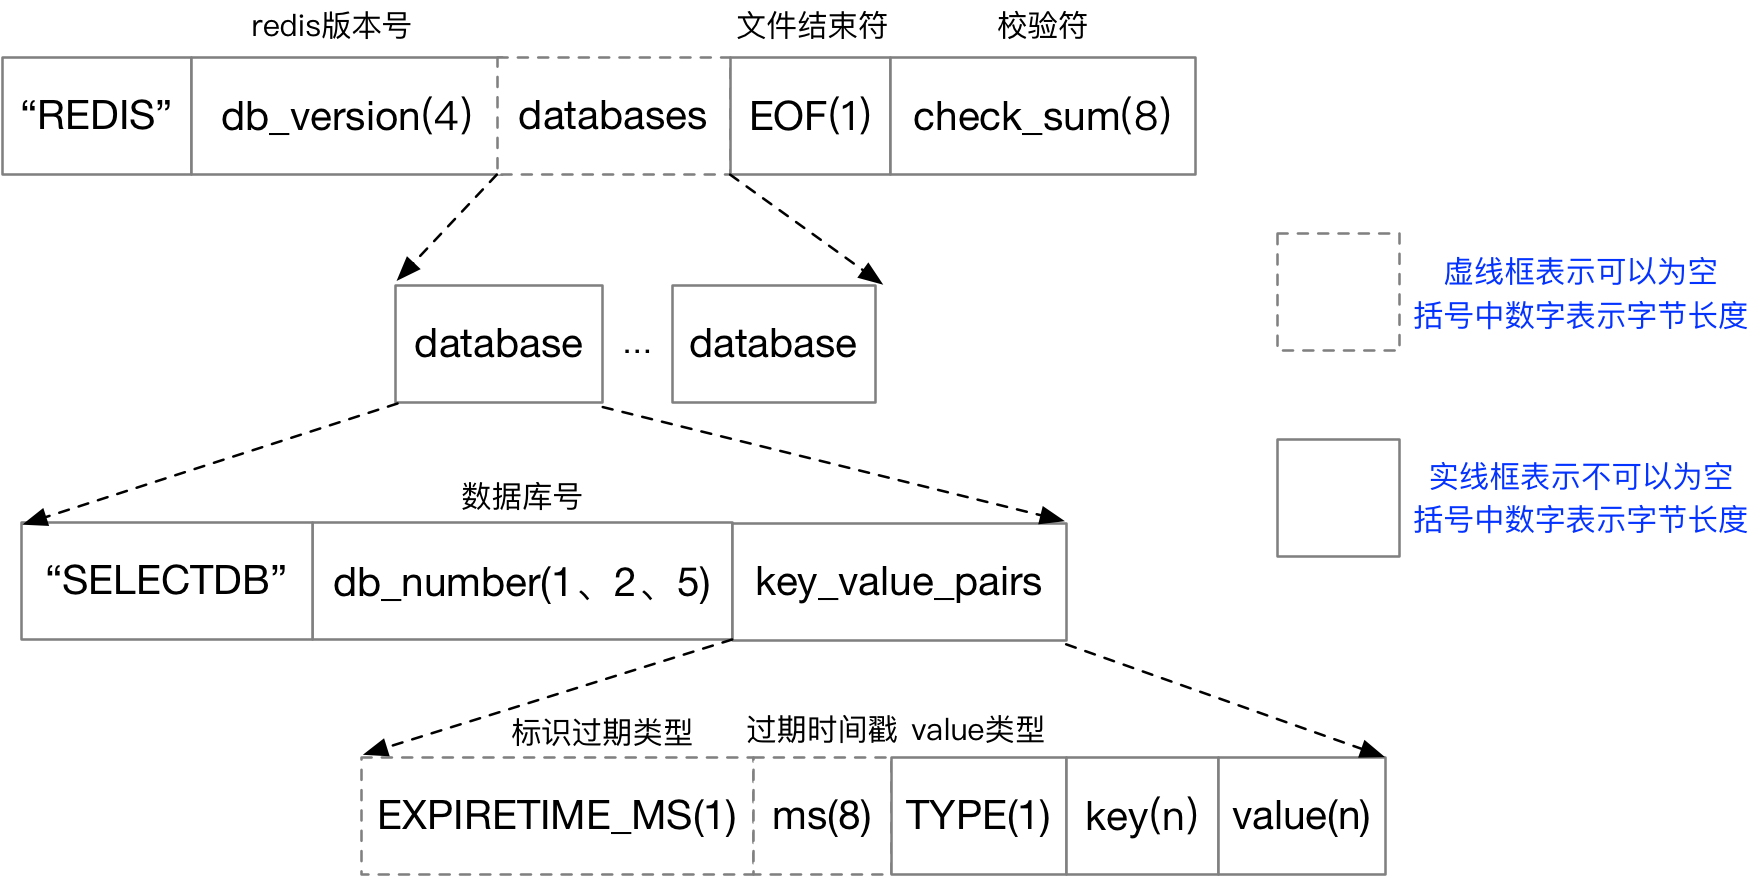 redis版本号 文件结束符 校验符
“REDIS” db_version(4) databases EOF(1) check_sum(8)
虚线框表示可以为空
括号中数字表示字节长度
database ... database
实线框表示不可以为空
括号中数字表示字节长度
数据库号
“SELECTDB” db_number(1、2、5) key_value_pairs
标识过期类型 过期时间戳 value类型
EXPIRETIME_MS(1) ms(8) TYPE(1) key(n) value(n)